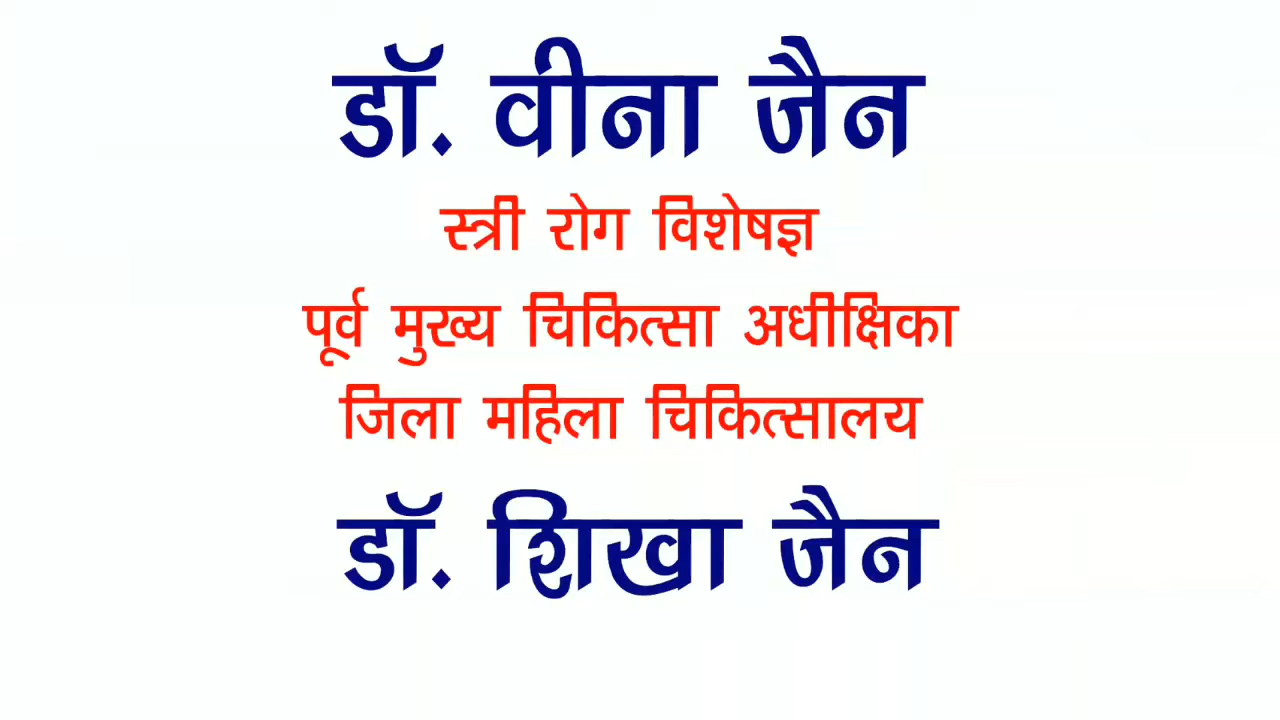 डॉ. वीना जैन
स्त्री रोग विशेषज्ञ
पूर्व मुख्य चिकित्सा अधीक्षिका
जिला महिला चिकित्सालय
डॉ. शिखा जैन